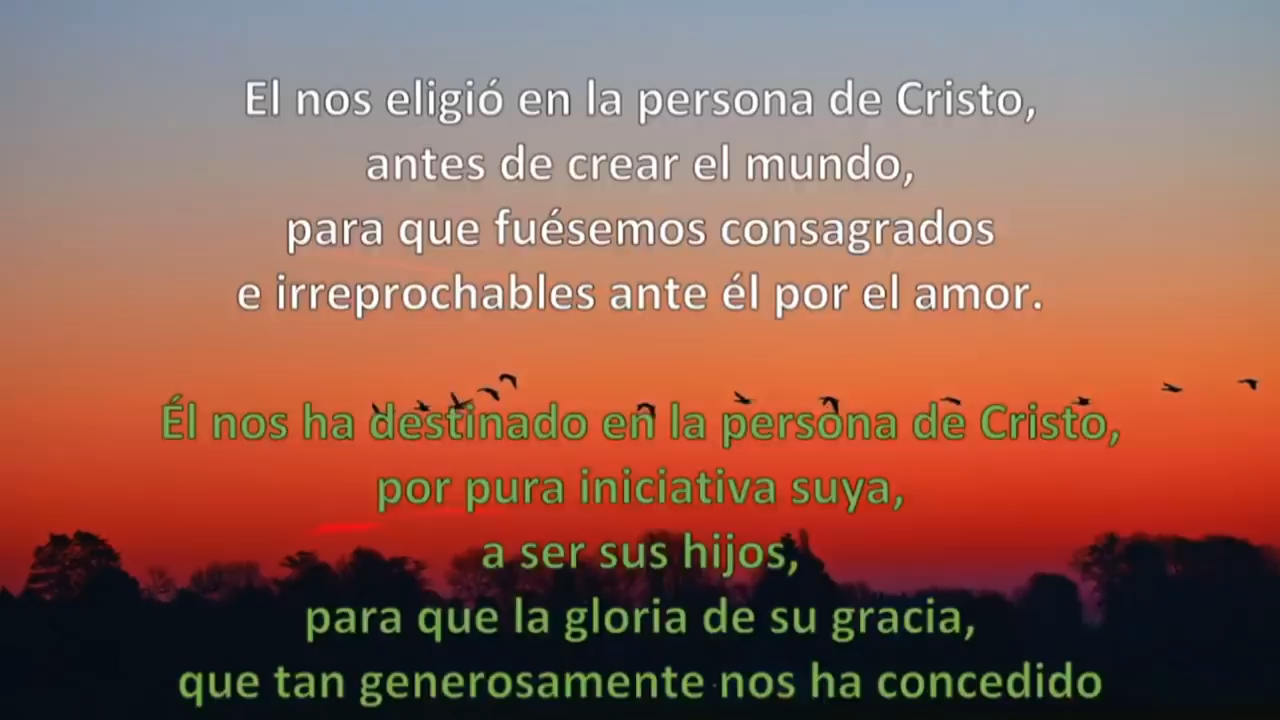 El nos eligió en la persona de Cristo,
antes de crear el mundo,
para que fuésemos consagrados
e irreprochables ante él por el amor.
Él nos ha destinado en la persona de Cristo,
por pura iniciativa suya,
a ser sus hijos,
para que la gloria de su gracia,
que tan generosamente nos ha concedido